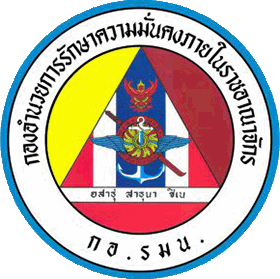 กองอำนวยการรักษาความมั่นคงภายในราชอาณาจักร
อสาธุํ สาธุนา ชิเน
กอ.รมน.